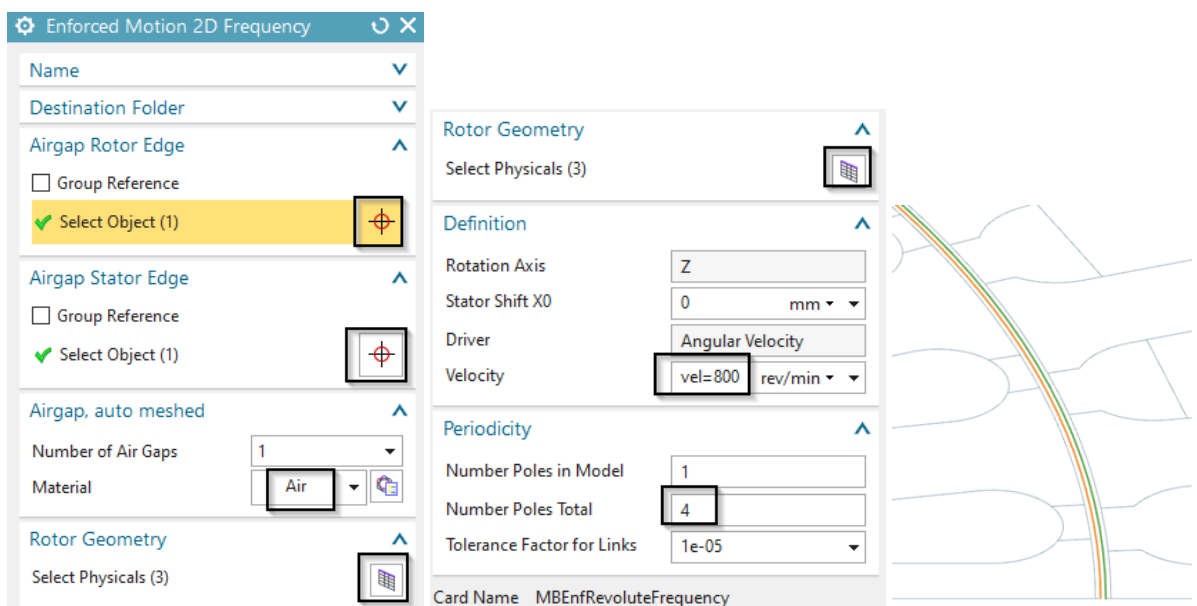 Enforced Motion 2D Frequency
Name
Destination Folder
Airgap Rotor Edge
Group Reference
Select Object (1)
Airgap Stator Edge
Group Reference
Select Object (1)
Airgap, auto meshed
Number of Air Gaps 1
Material Air
Rotor Geometry
Select Physicals (3)
Rotor Geometry
Select Physicals (3)
Definition
Rotation Axis Z
Stator Shift X0 0 mm
Driver Angular Velocity
Velocity vel=800 rev/min
Periodicity
Number Poles in Model 1
Number Poles Total 4
Tolerance Factor for Links 1e-05
Card Name MBEnfRevoluteFrequency